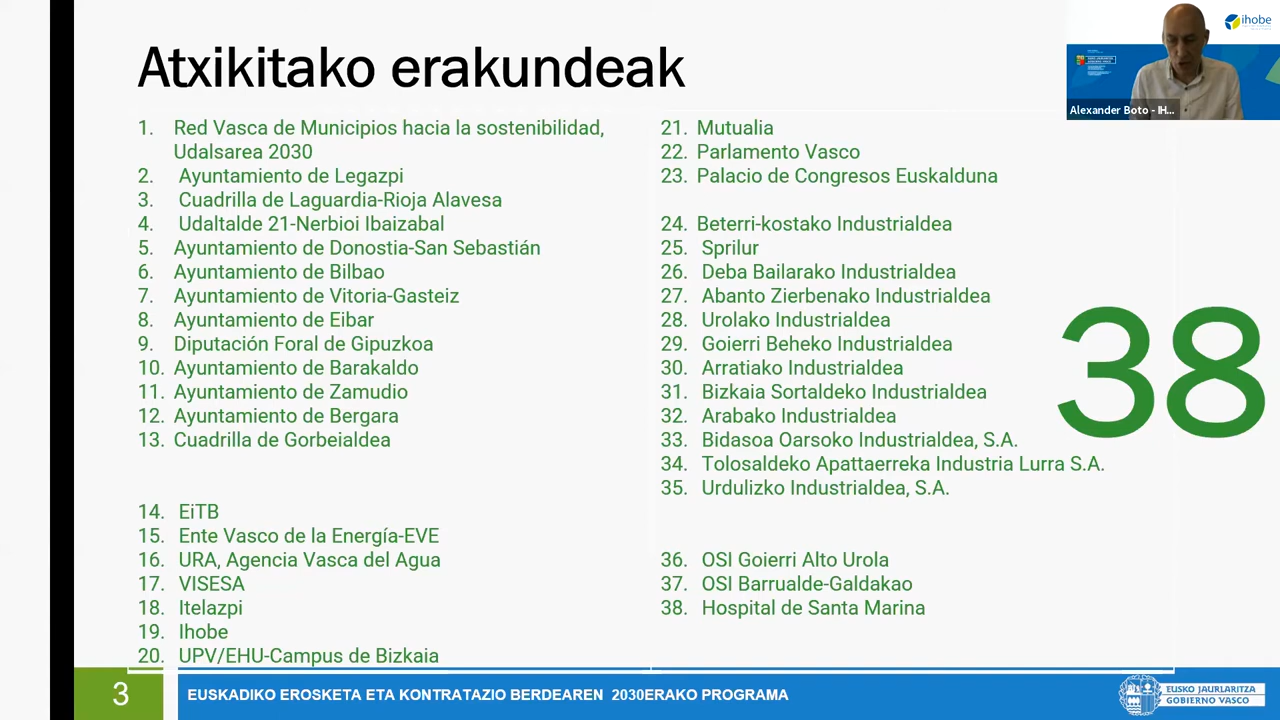 Atxikitako erakundeak
1. Red Vasca de Municipios hacia la sostenibilidad,
Udalsarea 2030
2. Ayuntamiento de Legazpi
3. Cuadrilla de Laguardia-Rioja Alavesa
4. Udaltalde 21-Nerbioi Ibaizabal
5. Ayuntamiento de Donostia-San Sebastián
6. Ayuntamiento de Bilbao
7. Ayuntamiento de Vitoria-Gasteiz
8. Ayuntamiento de Eibar
9. Diputación Foral de Gipuzkoa
10. Ayuntamiento de Barakaldo
11. Ayuntamiento de Zamudio
12. Ayuntamiento de Bergara
13. Cuadrilla de Gorbeialdea
14. EiTB
15. Ente Vasco de la Energía-EVE
16. URA, Agencia Vasca del Agua
17. VISESA
18. Itelazpi
19. Ihobe
20. UPV/EHU-Campus de Bizkaia
21. Mutualia
22. Parlamento Vasco
23. Palacio de Congresos Euskalduna
24. Beterri-kostako Industrialdea
25. Sprilur
26. Deba Bailarako Industrialdea
27. Abanto Zierbenako Industrialdea
28. Urolako Industrialdea
29. Goierri Beheko Industrialdea
30. Arratiako Industrialdea
31. Bizkaia Sortaldeko Industrialdea
32. Arabako Industrialdea
33. Bidasoa Oarsoko Industrialdea, S.A.
34. Tolosaldeko Apattaerreka Industria Lurra S.A.
35. Urdulizko Industrialdea, S.A.
36. OSI Goierri Alto Urola
37. OSI Barrualde-Galdakao
38. Hospital de Santa Marina
38
ihobe
Alexander Boto - IH...
3
EUSKADIKO EROSKETA ETA KONTRATAZIO BERDEAREN 2030ERAKO PROGRAMA
EUSKO JAURLARITZA
GOBIERNO VASCO